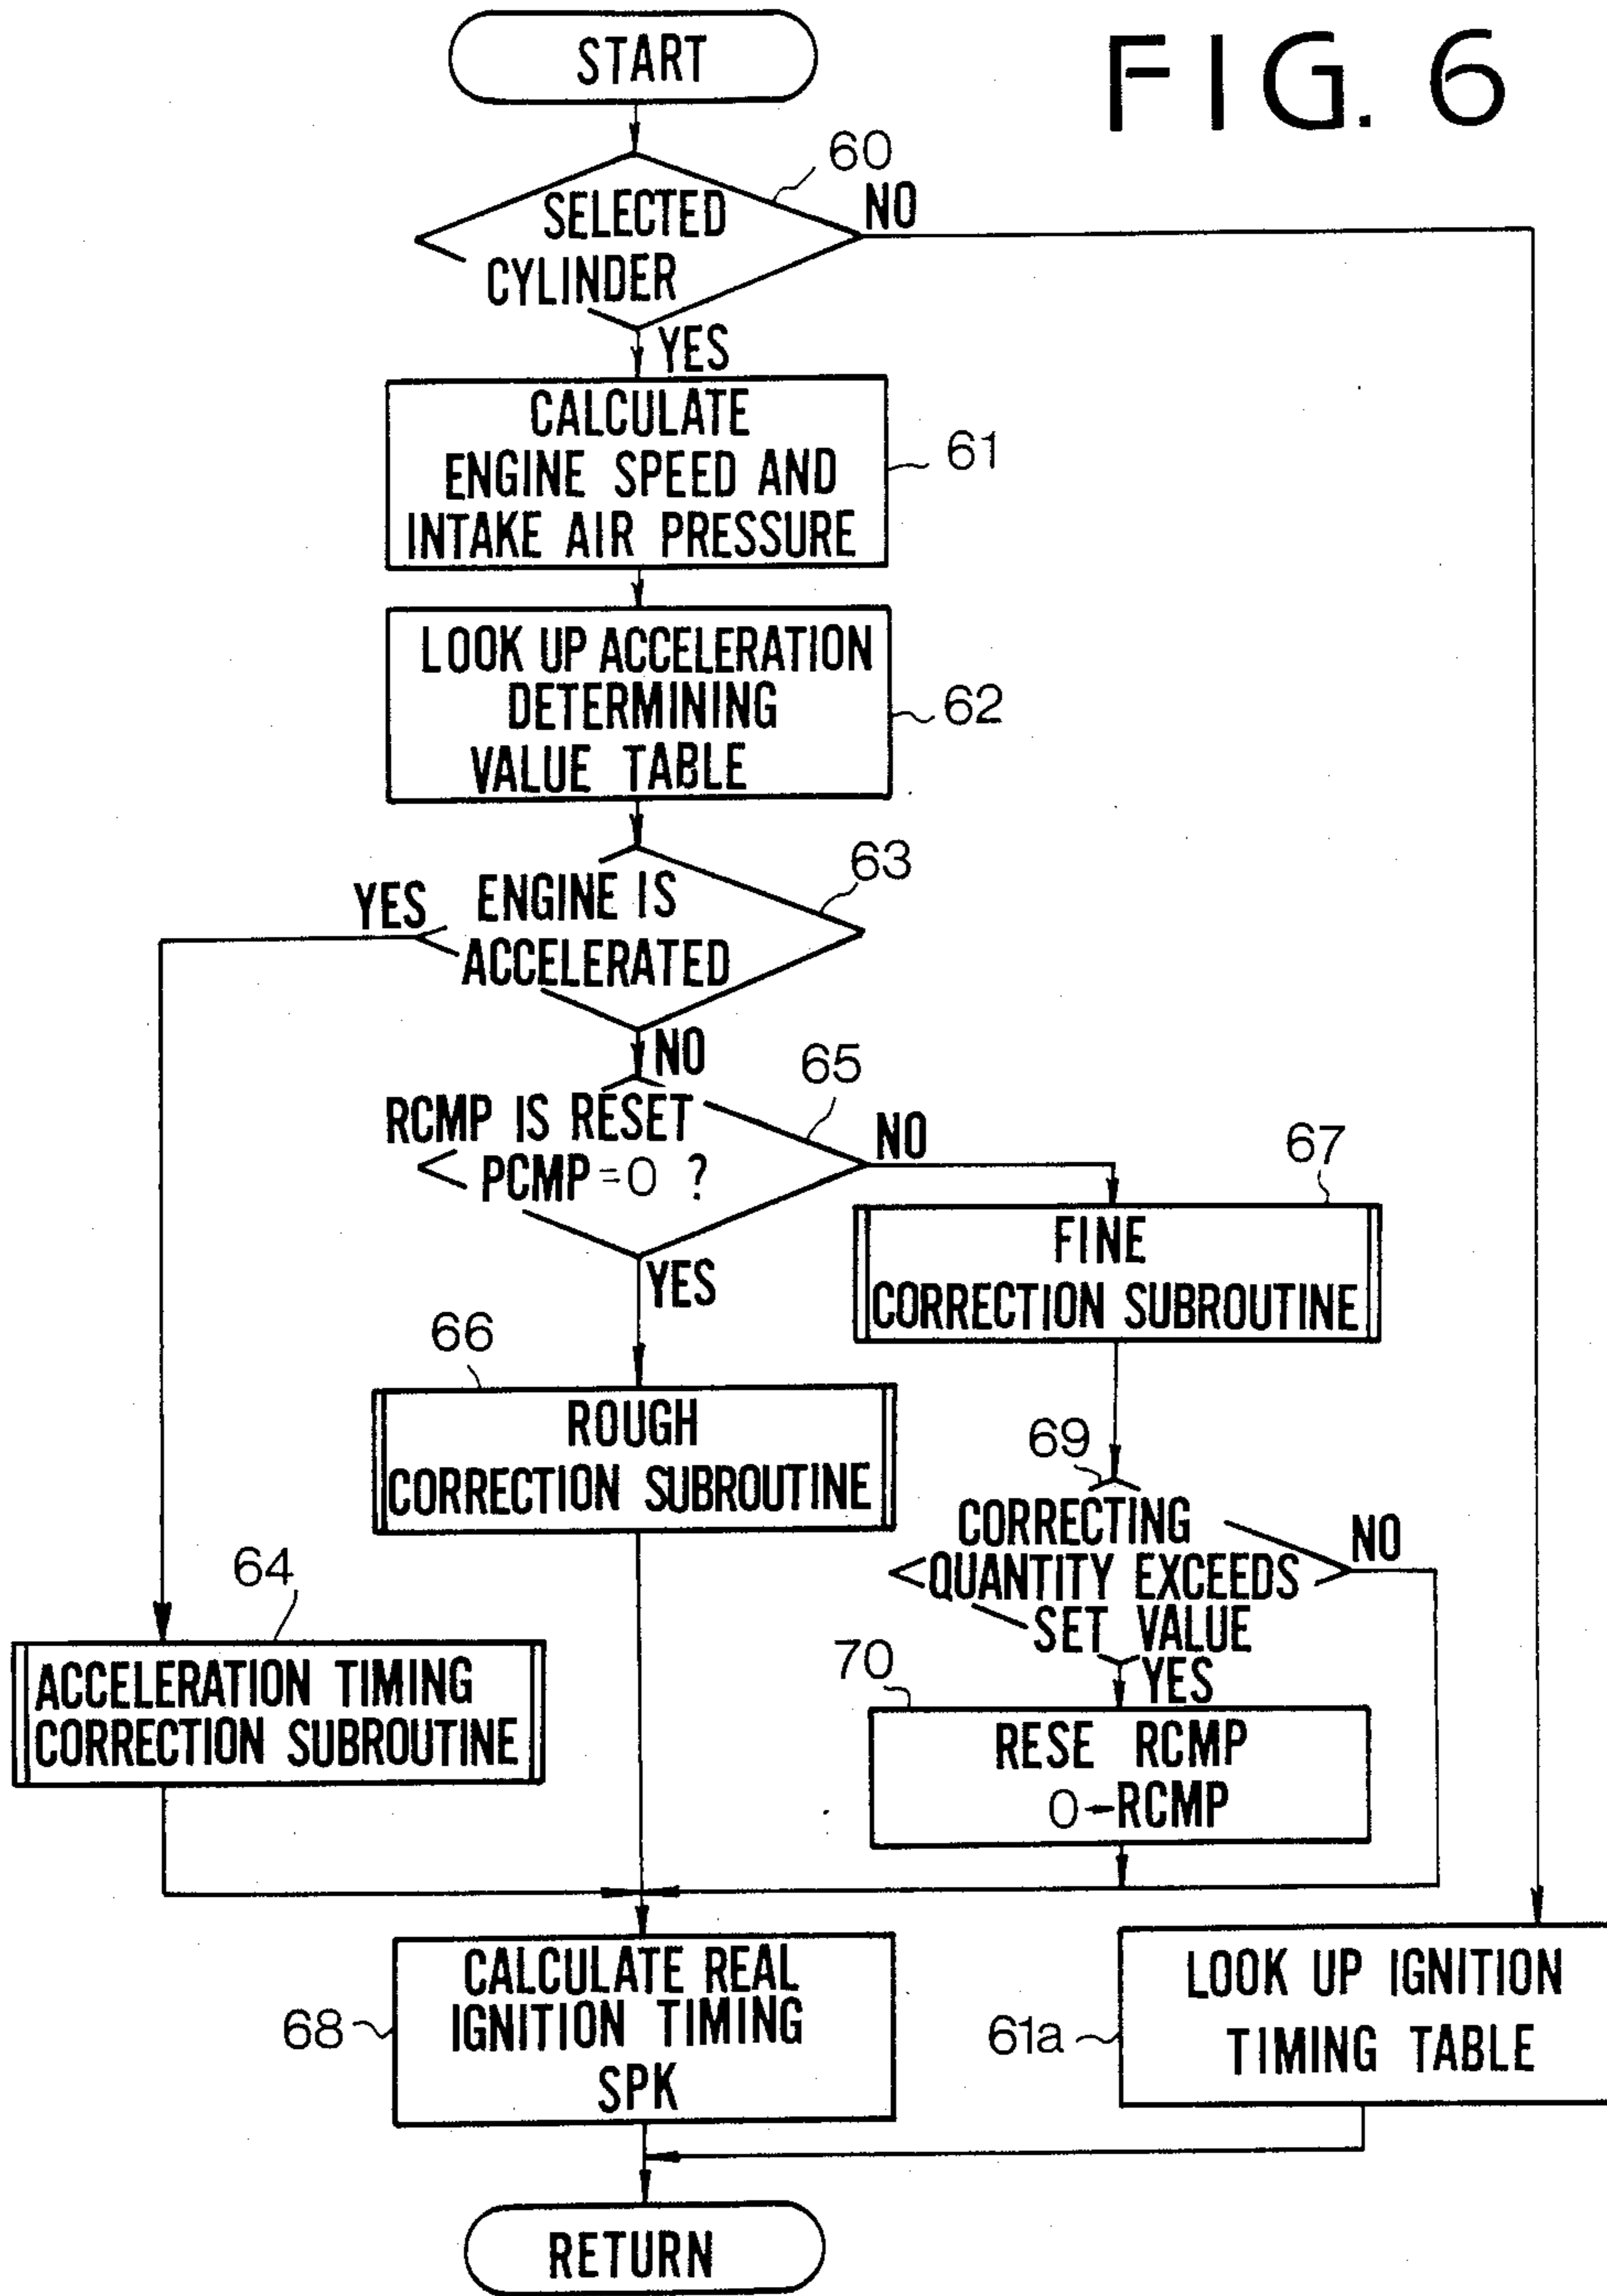 FIG. 6
START
60
SELECTED
CYLINDER
NO
YES
CALCULATE
ENGINE SPEED AND
INTAKE AIR PRESSURE
61
LOOK UP ACCELERATION
DETERMINING
VALUE TABLE
62
63
YES
ENGINE IS
ACCELERATED
NO
65
RCMP IS RESET
PCMP = 0 ?
NO
YES
67
FINE
CORRECTION SUBROUTINE
66
ROUGH
CORRECTION SUBROUTINE
69
CORRECTING
QUANTITY EXCEEDS
SET VALUE
NO
YES
64
ACCELERATION TIMING
CORRECTION SUBROUTINE
70
RESE RCMP
0←RCMP
CALCULATE REAL
IGNITION TIMING
SPK
68
61a
LOOK UP IGNITION
TIMING TABLE
RETURN